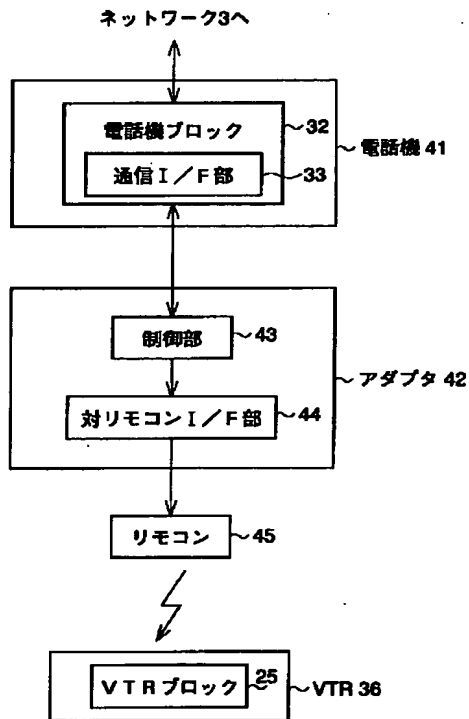 ネットワーク3へ
電話機ブロック
32
通信I/F部
33
電話機 41
制御部
43
対リモコンI/F部
44
アダプタ 42
リモコン
45
VTRブロック
25
VTR 36